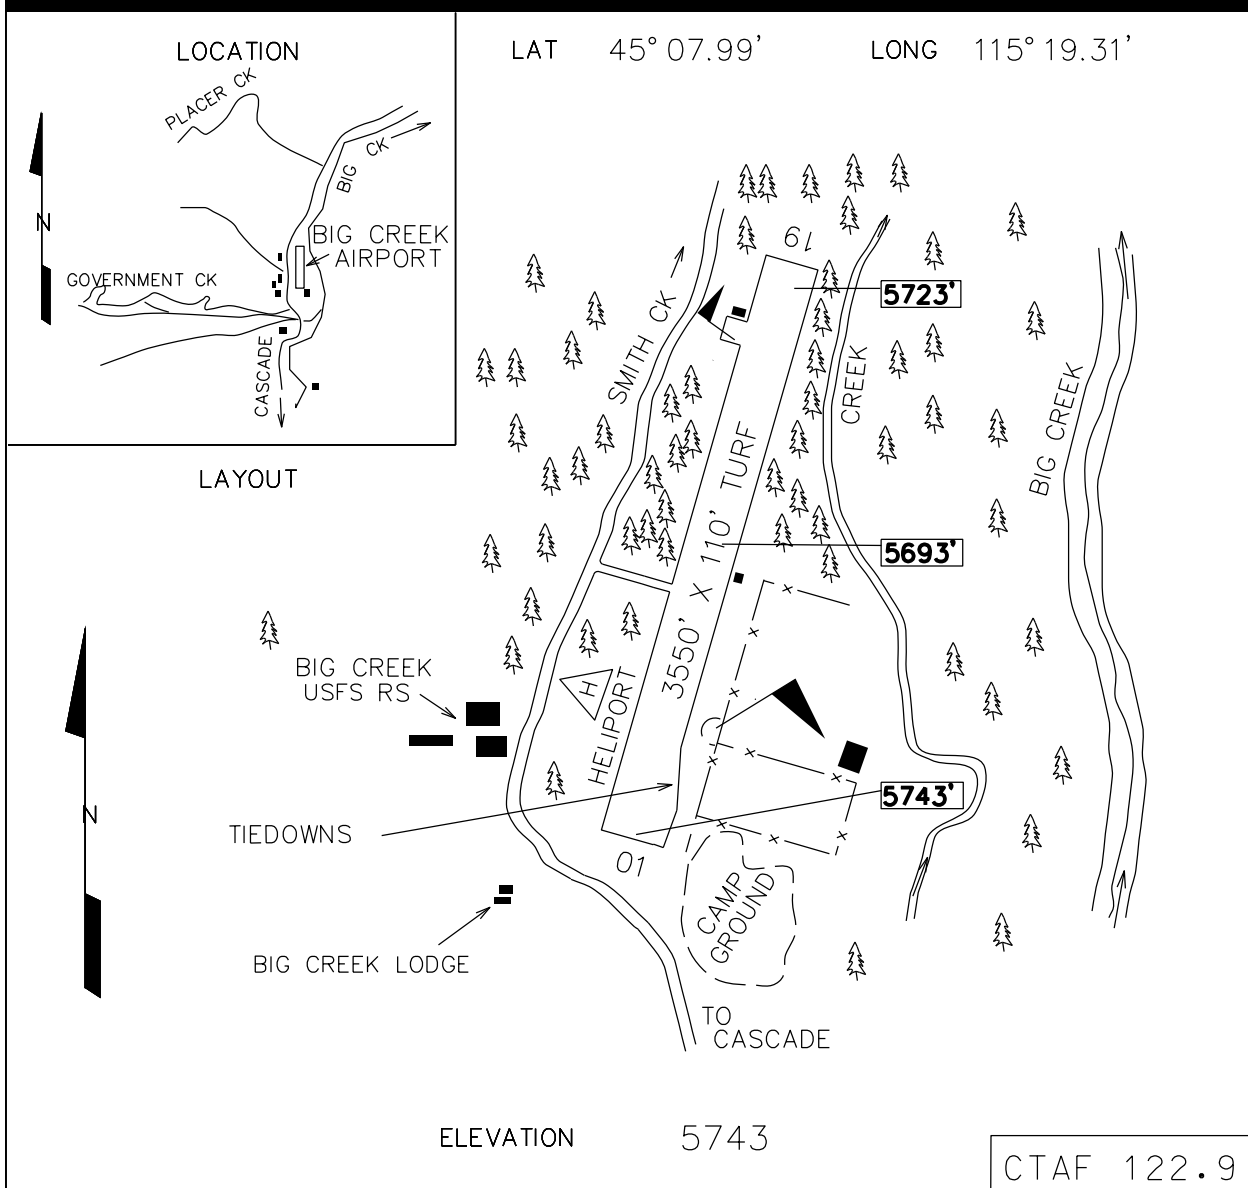 LOCATION
PLACER CK
BIG CK
N
BIG CREEK
AIRPORT
GOVERNMENT CK
CASCADE
LAT 45° 07.99' LONG 115° 19.31'
LAYOUT
19
5723'
SMITH CK
CREEK
BIG CREEK
3550' X 110' TURF
5693'
BIG CREEK
USFS RS
H
HELIPORT
N
TIEDOWNS
5743'
01
CAMP
GROUND
BIG CREEK LODGE
TO
CASCADE
ELEVATION 5743
CTAF 122.9